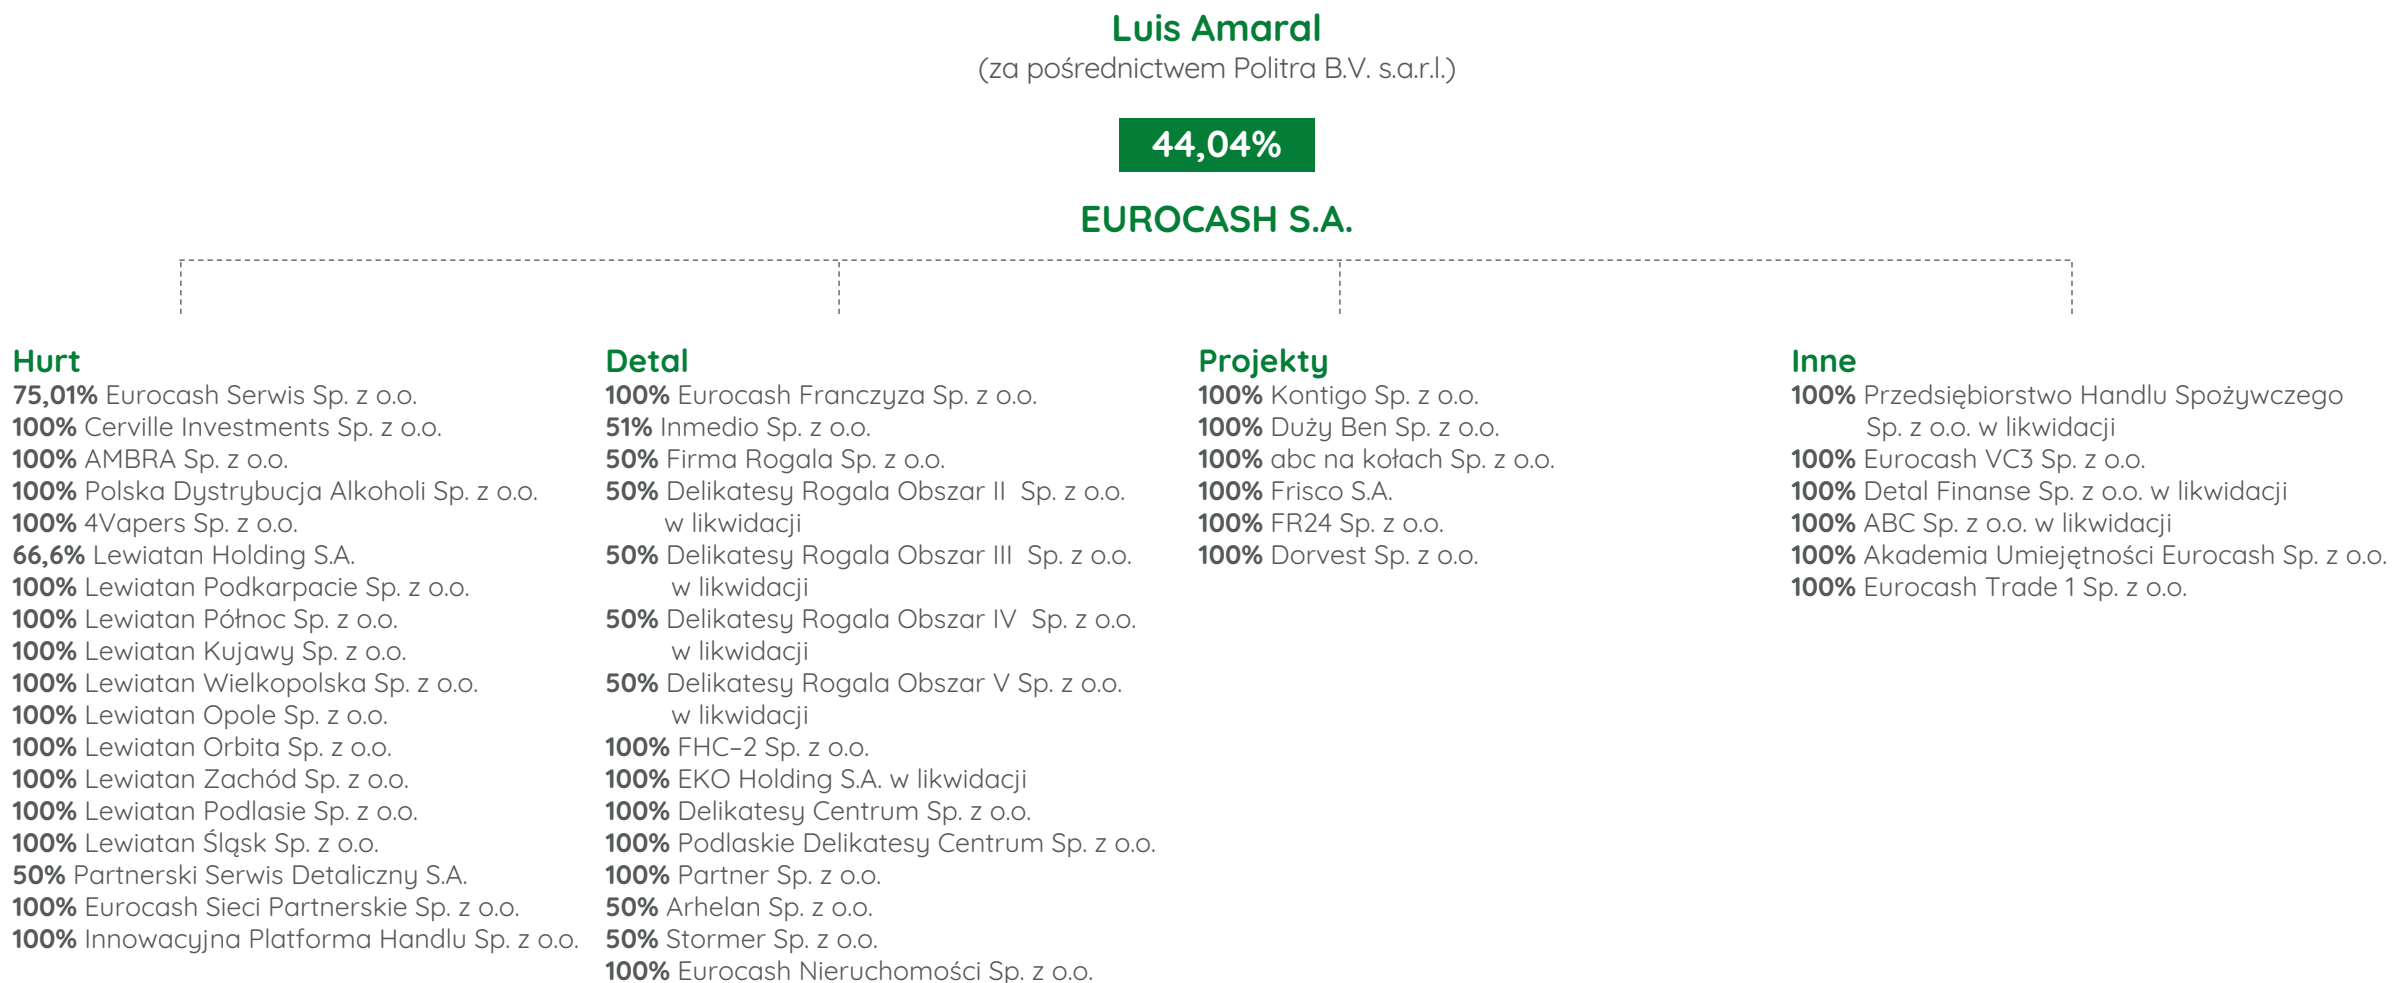 Luis Amaral
(za pośrednictwem Politra B.V. s.a.r.l.)
44,04%
EUROCASH S.A.
Hurt
75,01% Eurocash Serwis Sp. z o.o.
100% Cerville Investments Sp. z o.o.
100% AMBRA Sp. z o.o.
100% Polska Dystrybucja Alkoholi Sp. z o.o.
100% 4Vapers Sp. z o.o.
66,6% Lewiatan Holding S.A.
100% Lewiatan Podkarpacie Sp. z o.o.
100% Lewiatan Północ Sp. z o.o.
100% Lewiatan Kujawy Sp. z o.o.
100% Lewiatan Wielkopolska Sp. z o.o.
100% Lewiatan Opole Sp. z o.o.
100% Lewiatan Orbita Sp. z o.o.
100% Lewiatan Zachód Sp. z o.o.
100% Lewiatan Podlasie Sp. z o.o.
100% Lewiatan Śląsk Sp. z o.o.
50% Partnerski Serwis Detaliczny S.A.
100% Eurocash Sieci Partnerskie Sp. z o.o.
100% Innowacyjna Platforma Handlu Sp. z o.o.
Detal
100% Eurocash Franczyza Sp. z o.o.
51% Inmedio Sp. z o.o.
50% Firma Rogala Sp. z o.o.
50% Delikatesy Rogala Obszar II Sp. z o.o.
w likwidacji
50% Delikatesy Rogala Obszar III Sp. z o.o.
w likwidacji
50% Delikatesy Rogala Obszar IV Sp. z o.o.
w likwidacji
50% Delikatesy Rogala Obszar V Sp. z o.o.
w likwidacji
100% FHC–2 Sp. z o.o.
100% EKO Holding S.A. w likwidacji
100% Delikatesy Centrum Sp. z o.o.
100% Podlaskie Delikatesy Centrum Sp. z o.o.
100% Partner Sp. z o.o.
50% Arhelan Sp. z o.o.
50% Stormer Sp. z o.o.
100% Eurocash Nieruchomości Sp. z o.o.
Projekty
100% Kontigo Sp. z o.o.
100% Duży Ben Sp. z o.o.
100% abc na kołach Sp. z o.o.
100% Frisco S.A.
100% FR24 Sp. z o.o.
100% Dorvest Sp. z o.o.
Inne
100% Przedsiębiorstwo Handlu Spożywczego
Sp. z o.o. w likwidacji
100% Eurocash VC3 Sp. z o.o.
100% Detal Finanse Sp. z o.o. w likwidacji
100% ABC Sp. z o.o. w likwidacji
100% Akademia Umiejętności Eurocash Sp. z o.o.
100% Eurocash Trade 1 Sp. z o.o.